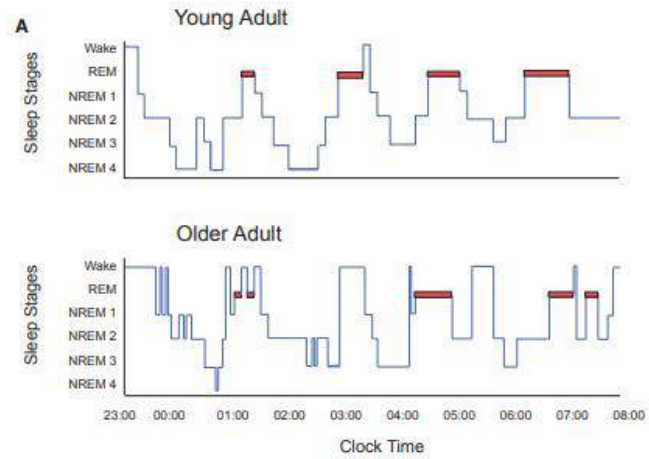 A
Young Adult
Sleep Stages
Wake
REM
NREM 1
NREM 2
NREM 3
NREM 4
Older Adult
Sleep Stages
Wake
REM
NREM 1
NREM 2
NREM 3
NREM 4
23:00 00:00 01:00 02:00 03:00 04:00 05:00 06:00 07:00 08:00
Clock Time